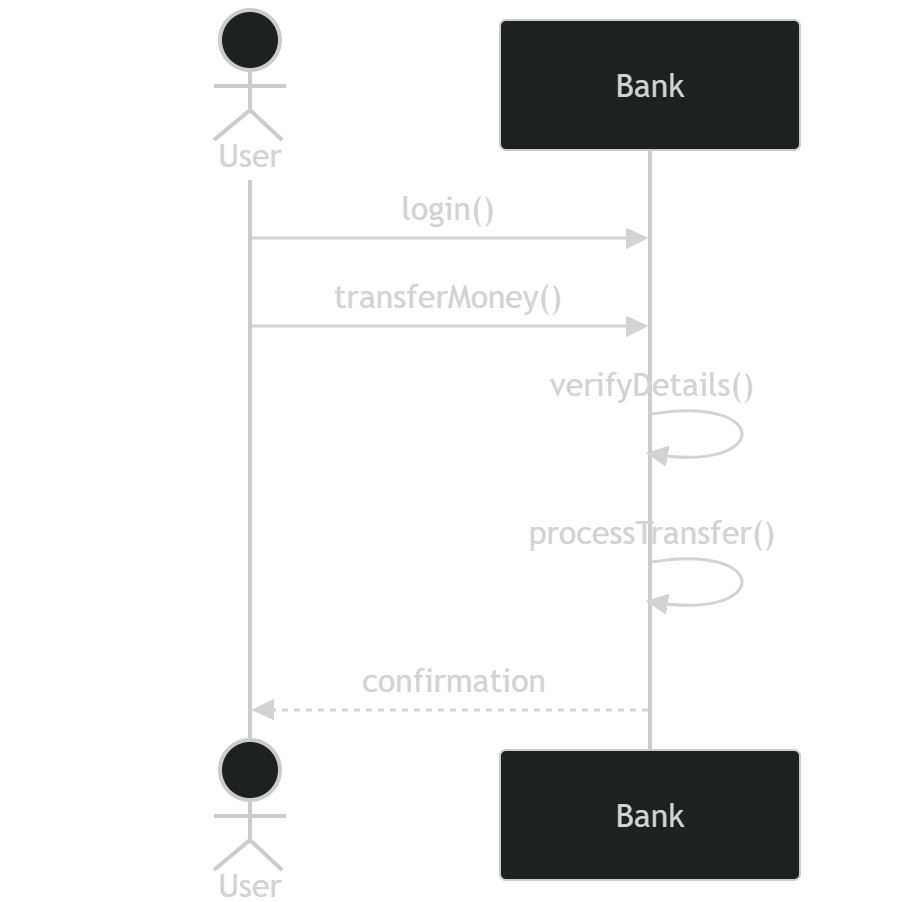 User
Bank
login()
transferMoney()
verifyDetails()
processTransfer()
confirmation
User
Bank